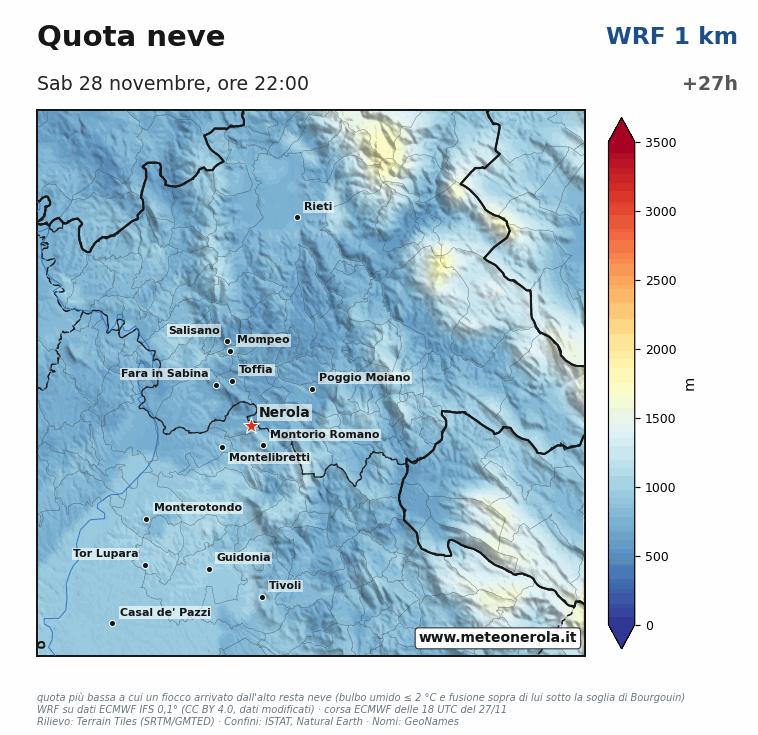 Quota neve
WRF 1 km
Sab 28 novembre, ore 22:00
+27h
Rieti
Salisano
Mompeo
Fara in Sabina
Toffia
Poggio Moiano
Nerola
Montorio Romano
Montelibretti
Monterotondo
Tor Lupara
Guidonia
Tivoli
Casal de' Pazzi
www.meteonerola.it
3500
3000
2500
2000
1500
1000
500
0
m
quota più bassa a cui un fiocco arrivato dall'alto resta neve (bulbo umido ≤ 2 °C e fusione sopra di lui sotto la soglia di Bourgouin)
WRF su dati ECMWF IFS 0,1° (CC BY 4.0, dati modificati) · corsa ECMWF delle 18 UTC del 27/11
Rilievo: Terrain Tiles (SRTM/GMTED) · Confini: ISTAT, Natural Earth · Nomi: GeoNames